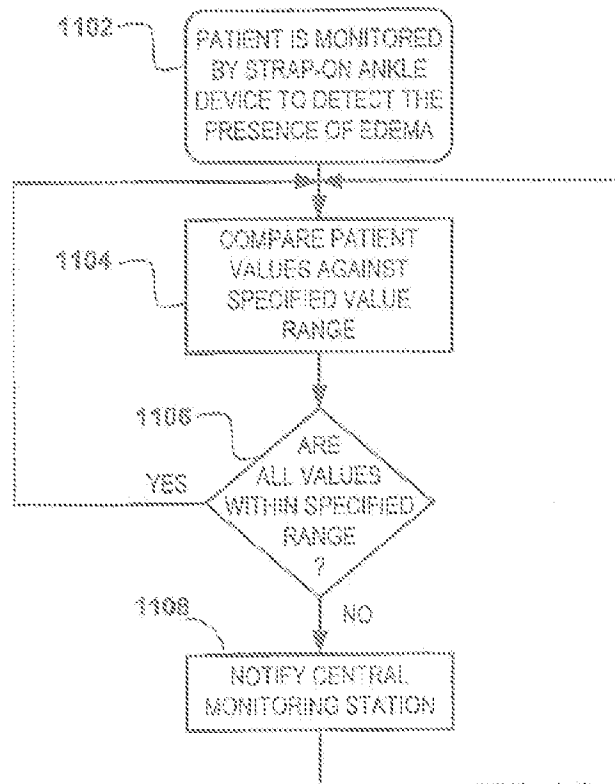 1102
PATIENT IS MONITORED
BY STRAP-ON ANKLE
DEVICE TO DETECT THE
PRESENCE OF EDEMA
1104
COMPARE PATIENT
VALUES AGAINST
SPECIFIED VALUE
RANGE
1106
ARE
ALL VALUES
WITHIN SPECIFIED
RANGE
?
YES
NO
1108
NOTIFY CENTRAL
MONITORING STATION